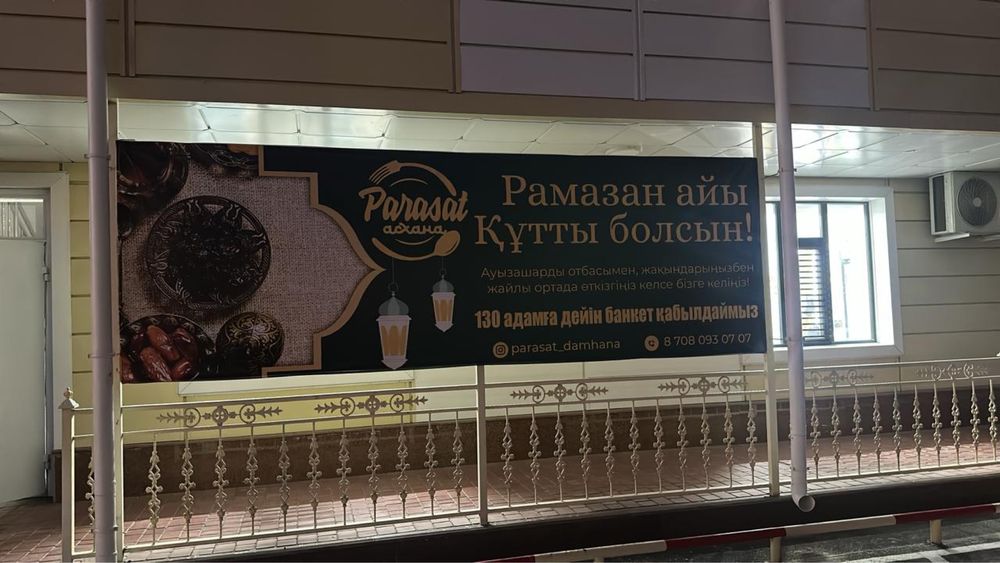 Parasat
асхана
Рамазан айы
Құтты болсын!
Ауызашарды отбасымен, жақындарыңызбен
жайлы ортада өткізгіңіз келсе бізге келіңіз!
130 адамға дейін банкет қабылдаймыз
parasat_damhana
8 708 093 07 07